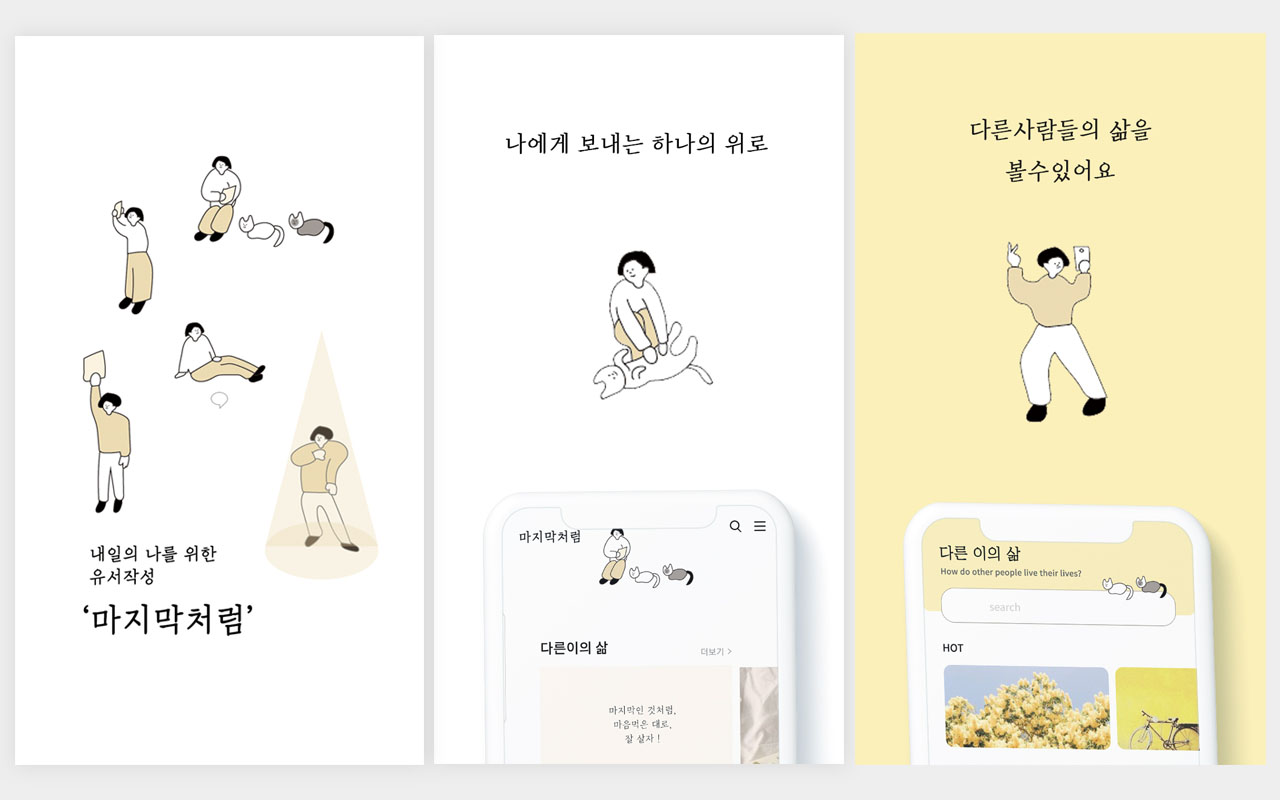 내일의 나를 위한
유서작성
‘마지막처럼’
나에게 보내는 하나의 위로
마지막처럼
다른이의 삶
더보기 >
마지막인 것처럼,
마음먹은 대로,
잘 살자 !
다른사람들의 삶을
볼수있어요
다른 이의 삶
How do other people live their lives?
search
HOT